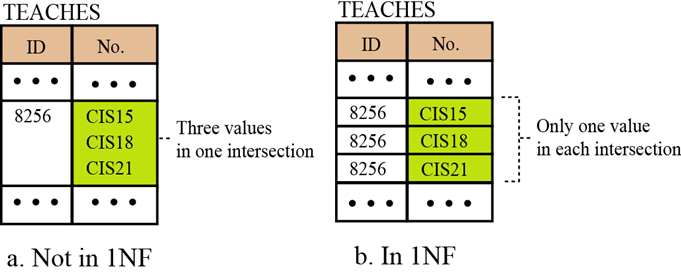 TEACHES
ID No.
• • • • • •
8256 CIS15
CIS18
CIS21
• • • • • •
Three values
in one intersection
a. Not in 1NF
TEACHES
ID No.
• • • • • •
8256 CIS15
8256 CIS18
8256 CIS21
• • • • • •
Only one value
in each intersection
b. In 1NF